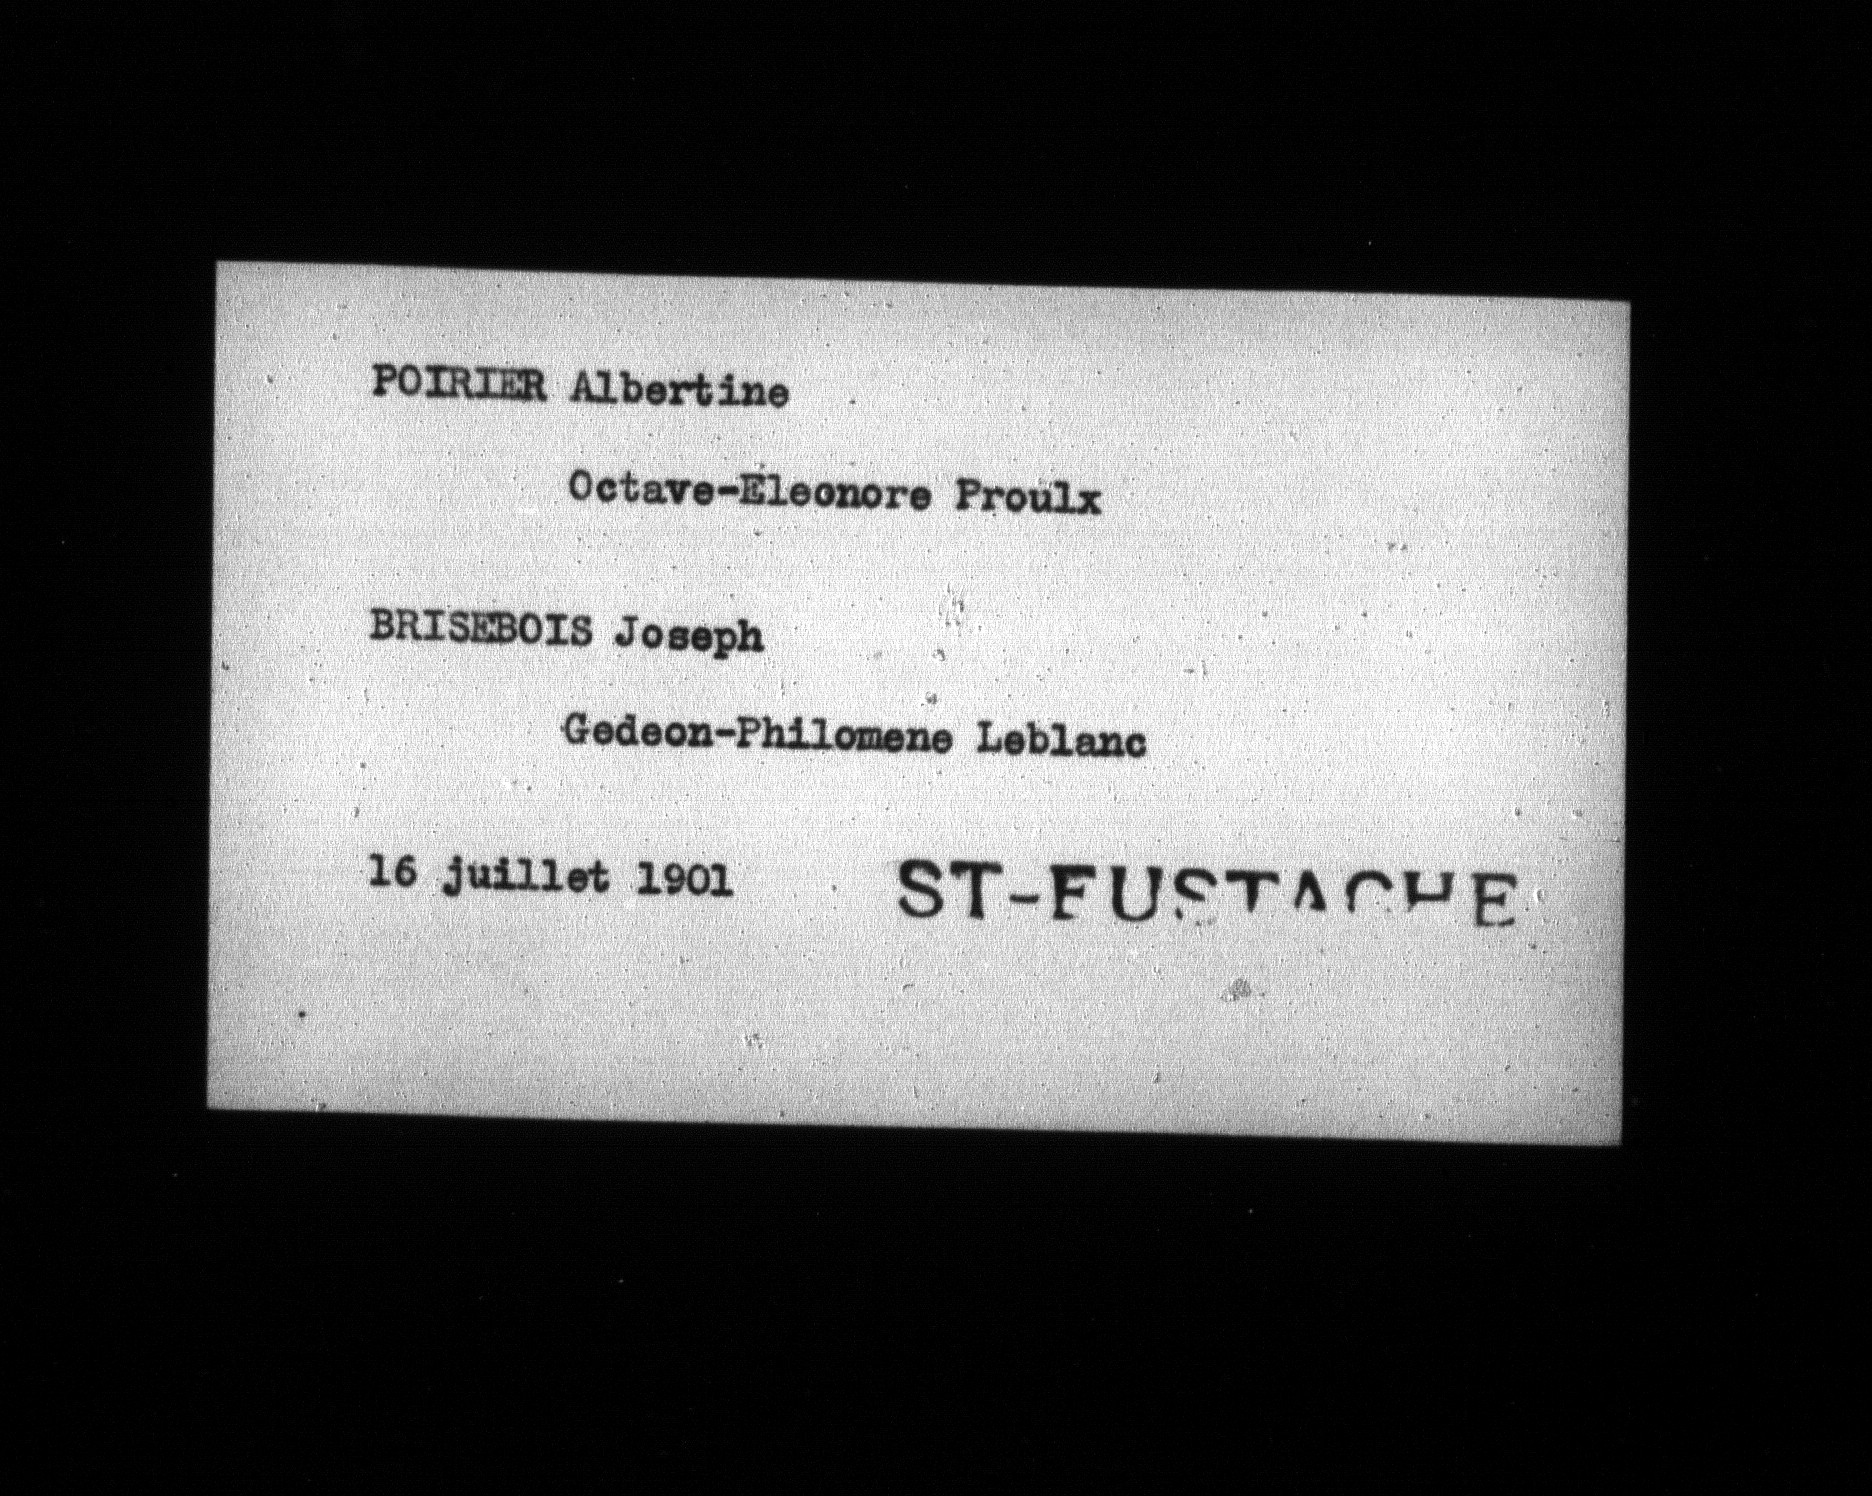 POIRIER Albertine
Octave-Eleonore Proulx
BRISEBOIS Joseph
Gedeon-Philomene Leblanc
16 juillet 1901 ST-EUSTACHE